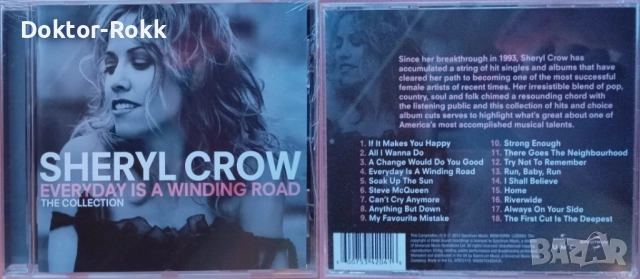 Doktor-Rokk
SHERYL CROW
EVERYDAY IS A WINDING ROAD
THE COLLECTION
Since her breakthrough in 1993, Sheryl Crow has
accumulated a string of hit singles and albums that have
cleared her path to becoming one of the most successful
female artists of recent times. Her irresistible blend of pop,
country, soul and folk chimed a resounding chord with
the listening public and this collection of hits and choice
album cuts serves to highlight what's great about one of
America's most accomplished musical talents.
1. If It Makes You Happy
2. All I Wanna Do
3. A Change Would Do You Good
4. Everyday Is A Winding Road
5. Soak Up The Sun
6. Steve McQueen
7. Can't Cry Anymore
8. Anything But Down
9. My Favourite Mistake
10. Strong Enough
11. There Goes The Neighbourhood
12. Try Not To Remember
13. Run, Baby, Run
14. I Shall Believe
15. Home
16. Riverwide
17. Always On Your Side
18. The First Cut Is The Deepest
bazar